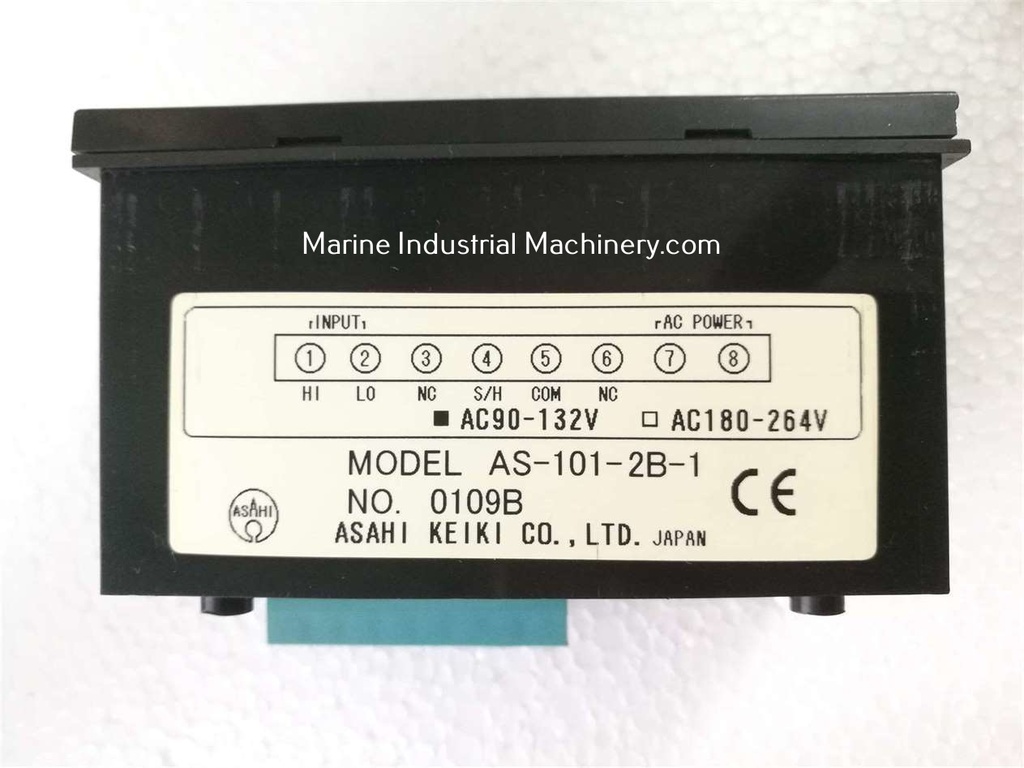 Marine Industrial Machinery.com
INPUT AC POWER
1 2 3 4 5 6 7 8
HI LO NC S/H COM NC
■ AC90-132V □ AC180-264V
MODEL AS-101-2B-1
NO. 0109B
ASAHI
CE
ASAHI KEIKI CO.,LTD. JAPAN